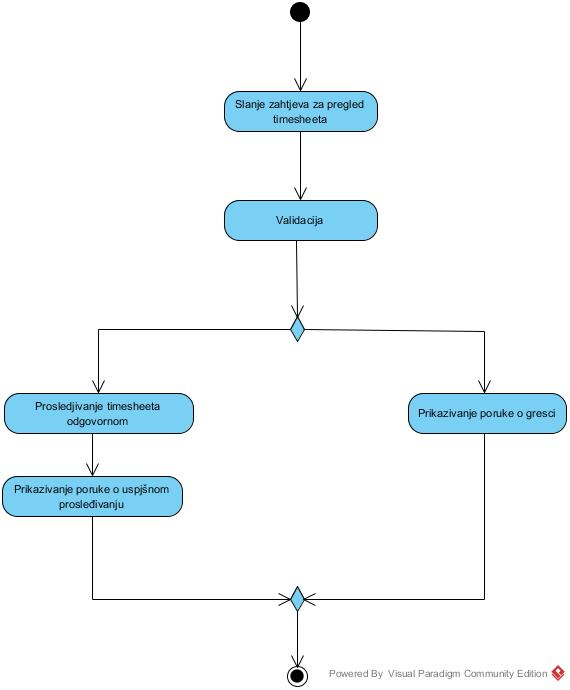 Slanje zahtjeva za pregled
timesheeta
Validacija
Prosledjivanje timesheeta
odgovornom
Prikazivanje poruke o gresci
Prikazivanje poruke o uspjšnom
prosleđivanju
Powered By Visual Paradigm Community Edition